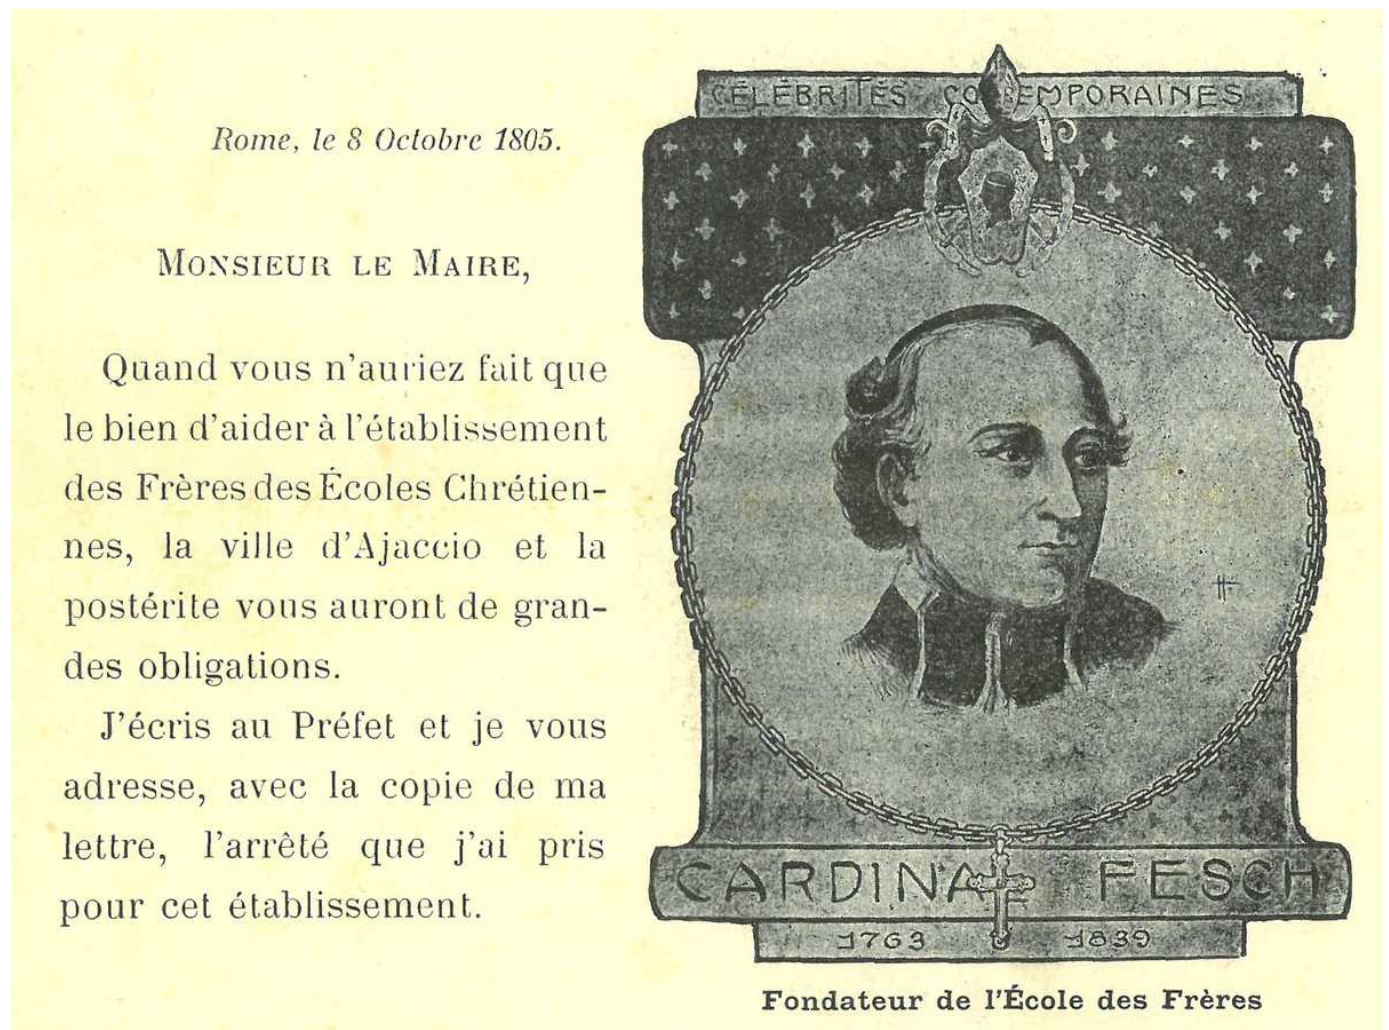 Rome, le 8 Octobre 1805.
MONSIEUR LE MAIRE,
Quand vous n'auriez fait que
le bien d'aider à l'établissement
des Frères des Écoles Chrétien-
nes, la ville d'Ajaccio et la
postérite vous auront de gran-
des obligations.
J'écris au Préfet et je vous
adresse, avec la copie de ma
lettre, l'arrêté que j'ai pris
pour cet établissement.
CÉLÉBRITÉS CONTEMPORAINES
HF
CARDINAL FESCH
1763 1839
Fondateur de l'École des Frères